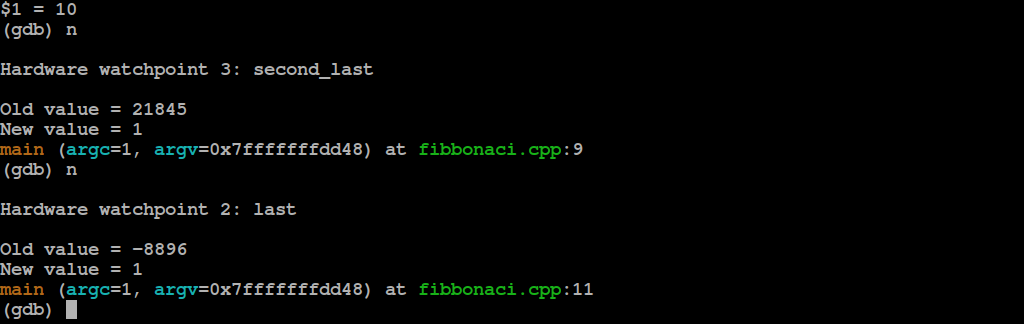 $1 = 10
(gdb) n
Hardware watchpoint 3: second_last
Old value = 21845
New value = 1
main (argc=1, argv=0x7fffffffdd48) at fibbonaci.cpp:9
(gdb) n
Hardware watchpoint 2: last
Old value = -8896
New value = 1
main (argc=1, argv=0x7fffffffdd48) at fibbonaci.cpp:11
(gdb)